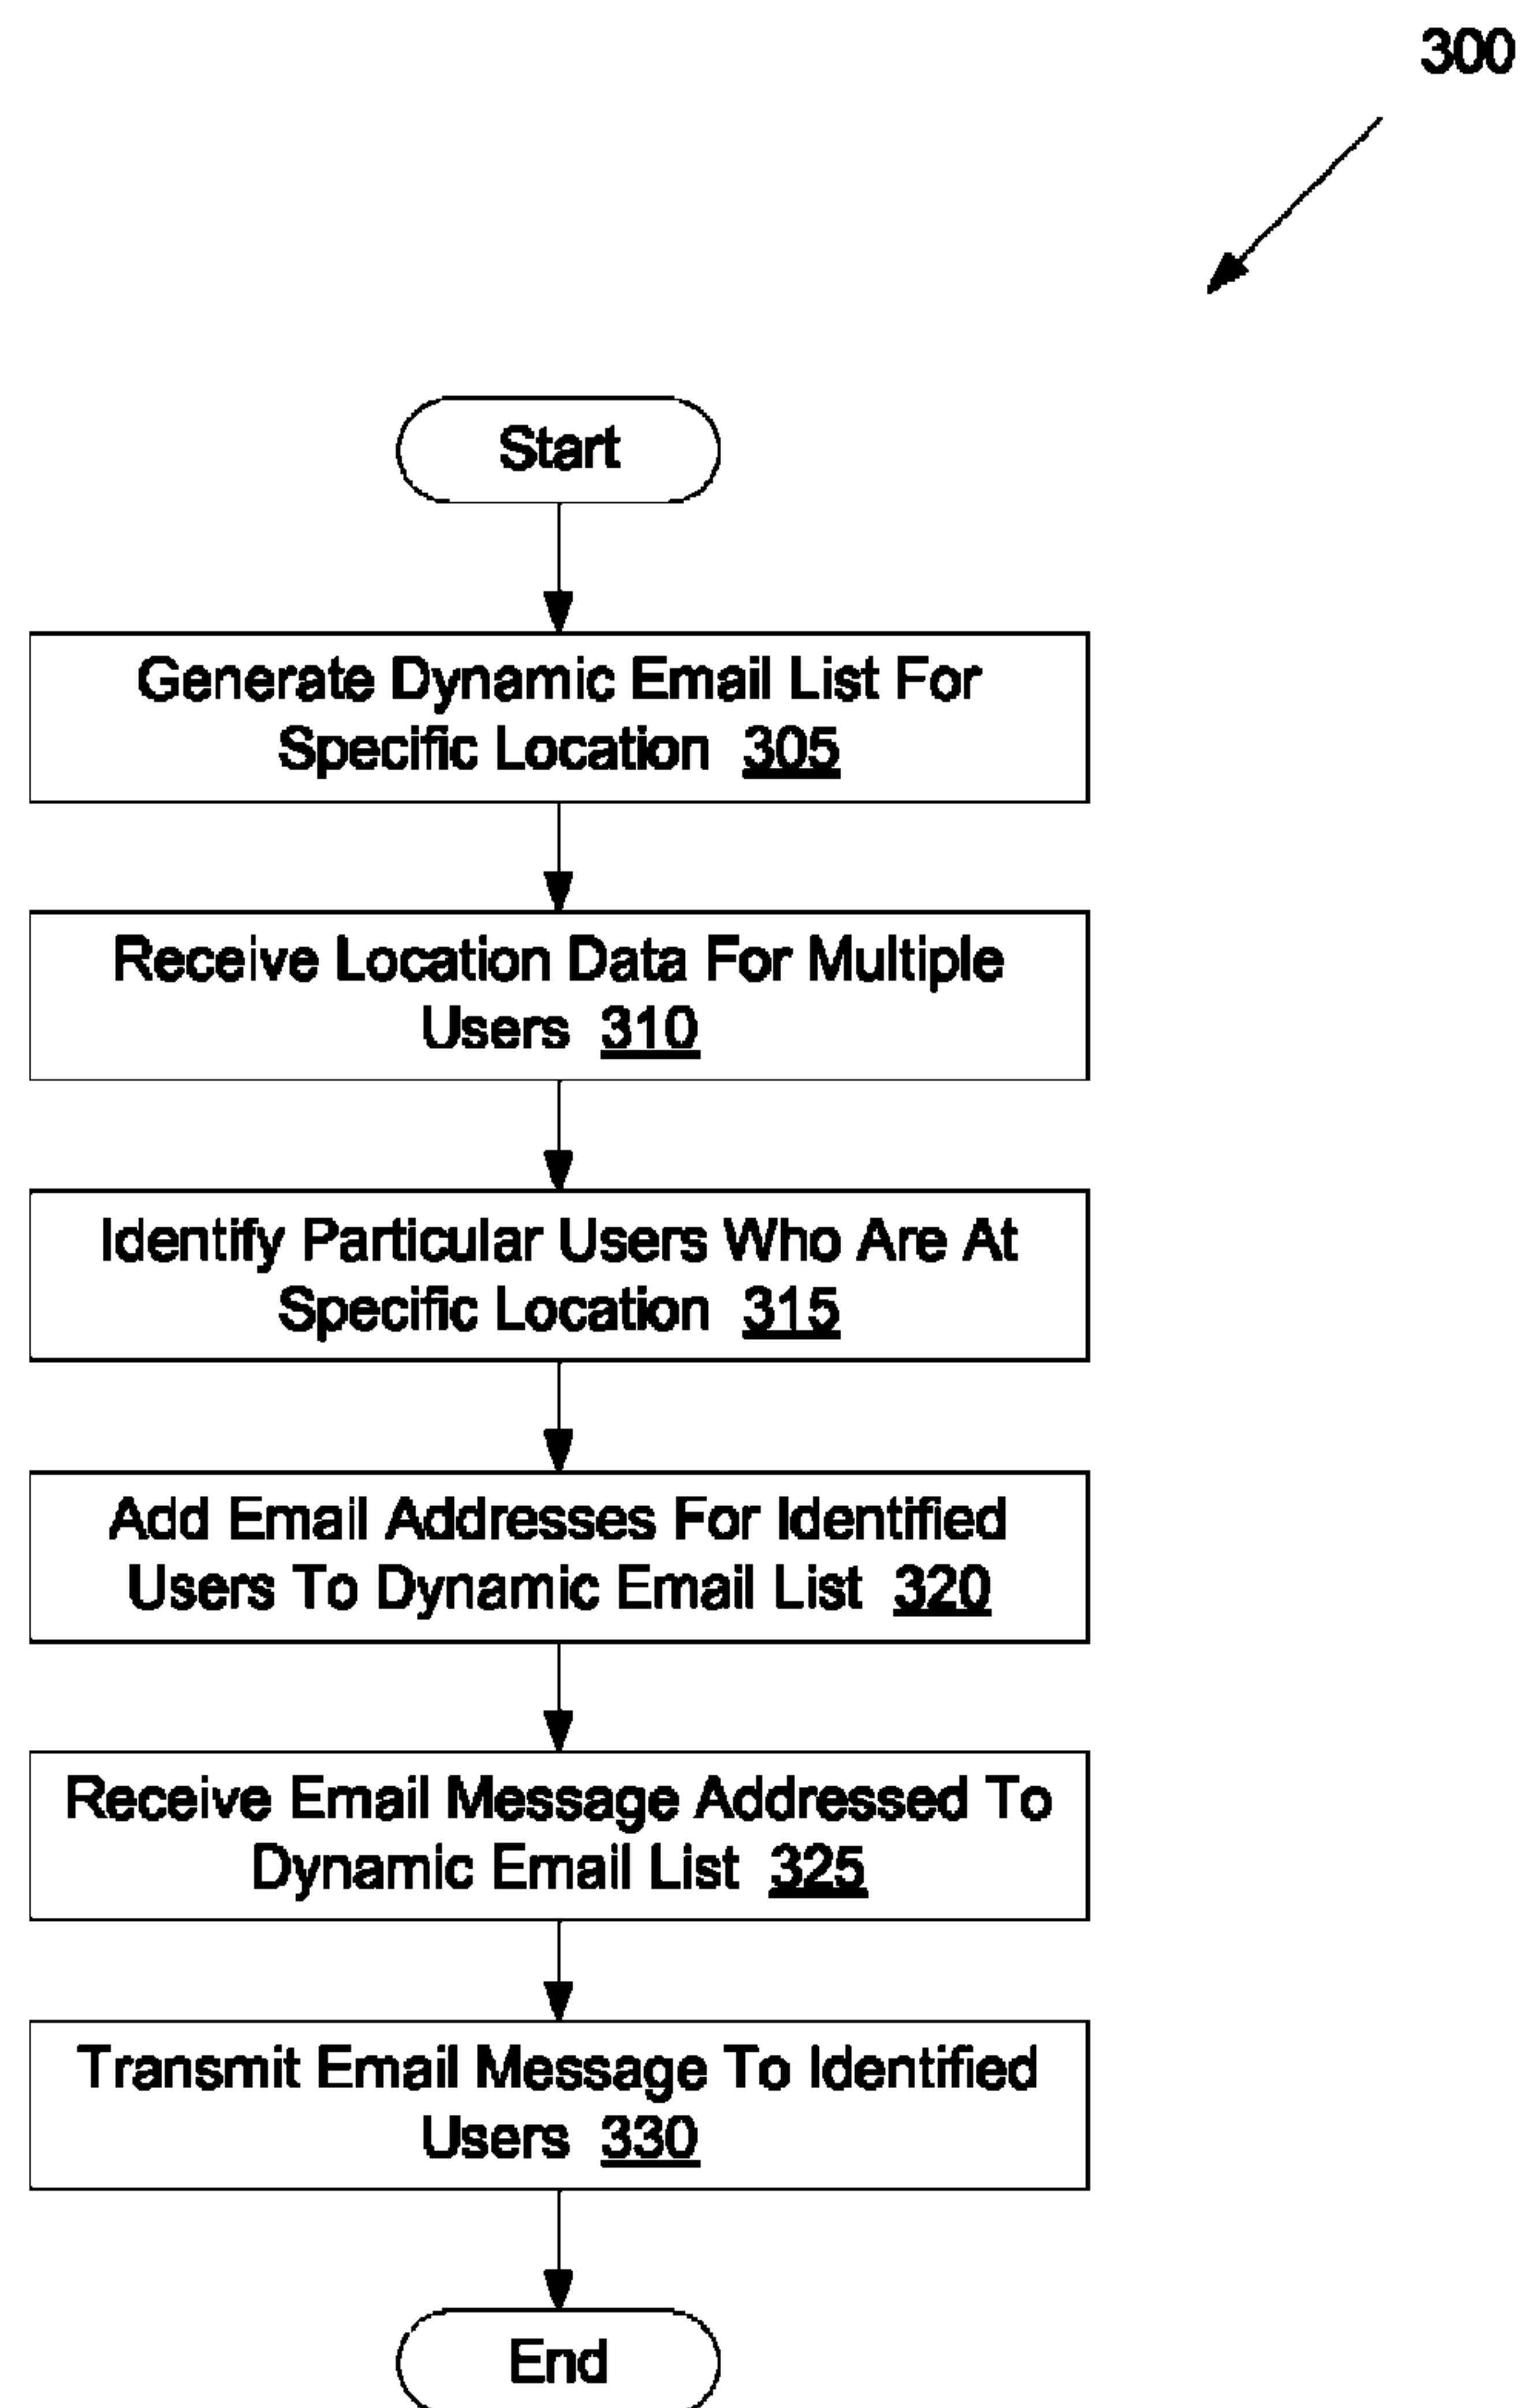 300
Start
Generate Dynamic Email List For
Specific Location 305
Receive Location Data For Multiple
Users 310
Identify Particular Users Who Are At
Specific Location 315
Add Email Addresses For Identified
Users To Dynamic Email List 320
Receive Email Message Addressed To
Dynamic Email List 325
Transmit Email Message To Identified
Users 330
End